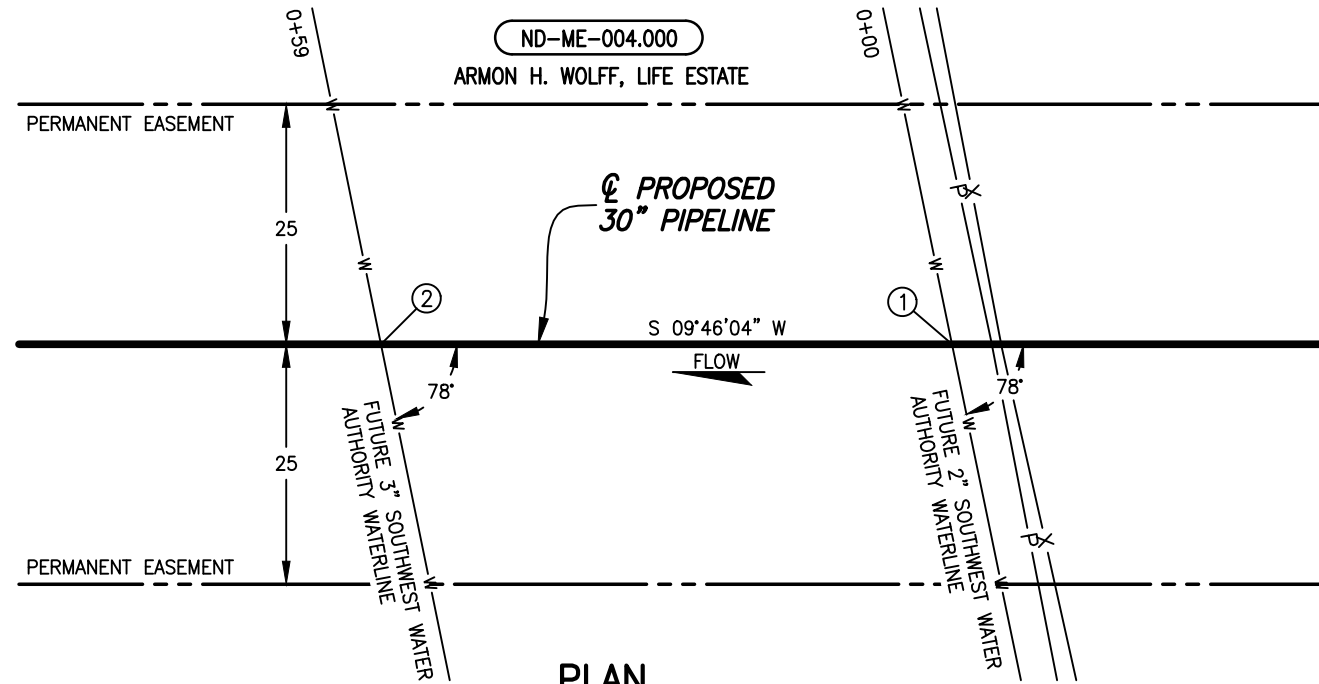 0+59
ND-ME-004.000
0+00
ARMON H. WOLFF, LIFE ESTATE
W
W
PERMANENT EASEMENT
℄ PROPOSED
30" PIPELINE
P
X
25
W
W
2
1
S 09°46'04" W
FLOW
78°
78°
W
W
FUTURE 3" SOUTHWEST WATER
AUTHORITY WATERLINE
FUTURE 2" SOUTHWEST WATER
AUTHORITY WATERLINE
25
P
X
PERMANENT EASEMENT
W
W
PLAN